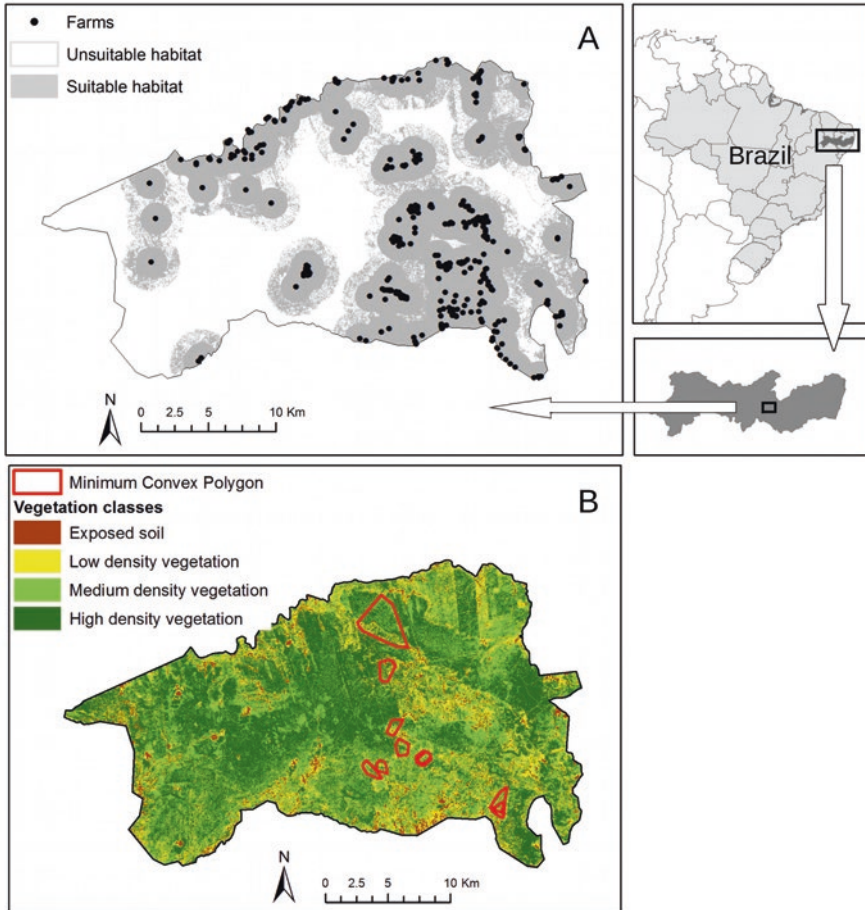 Farms
Unsuitable habitat
Suitable habitat
A
N
0 2.5 5 10 Km
Brazil
Minimum Convex Polygon
B
Vegetation classes
Exposed soil
Low density vegetation
Medium density vegetation
High density vegetation
N
0 2.5 5 10 Km